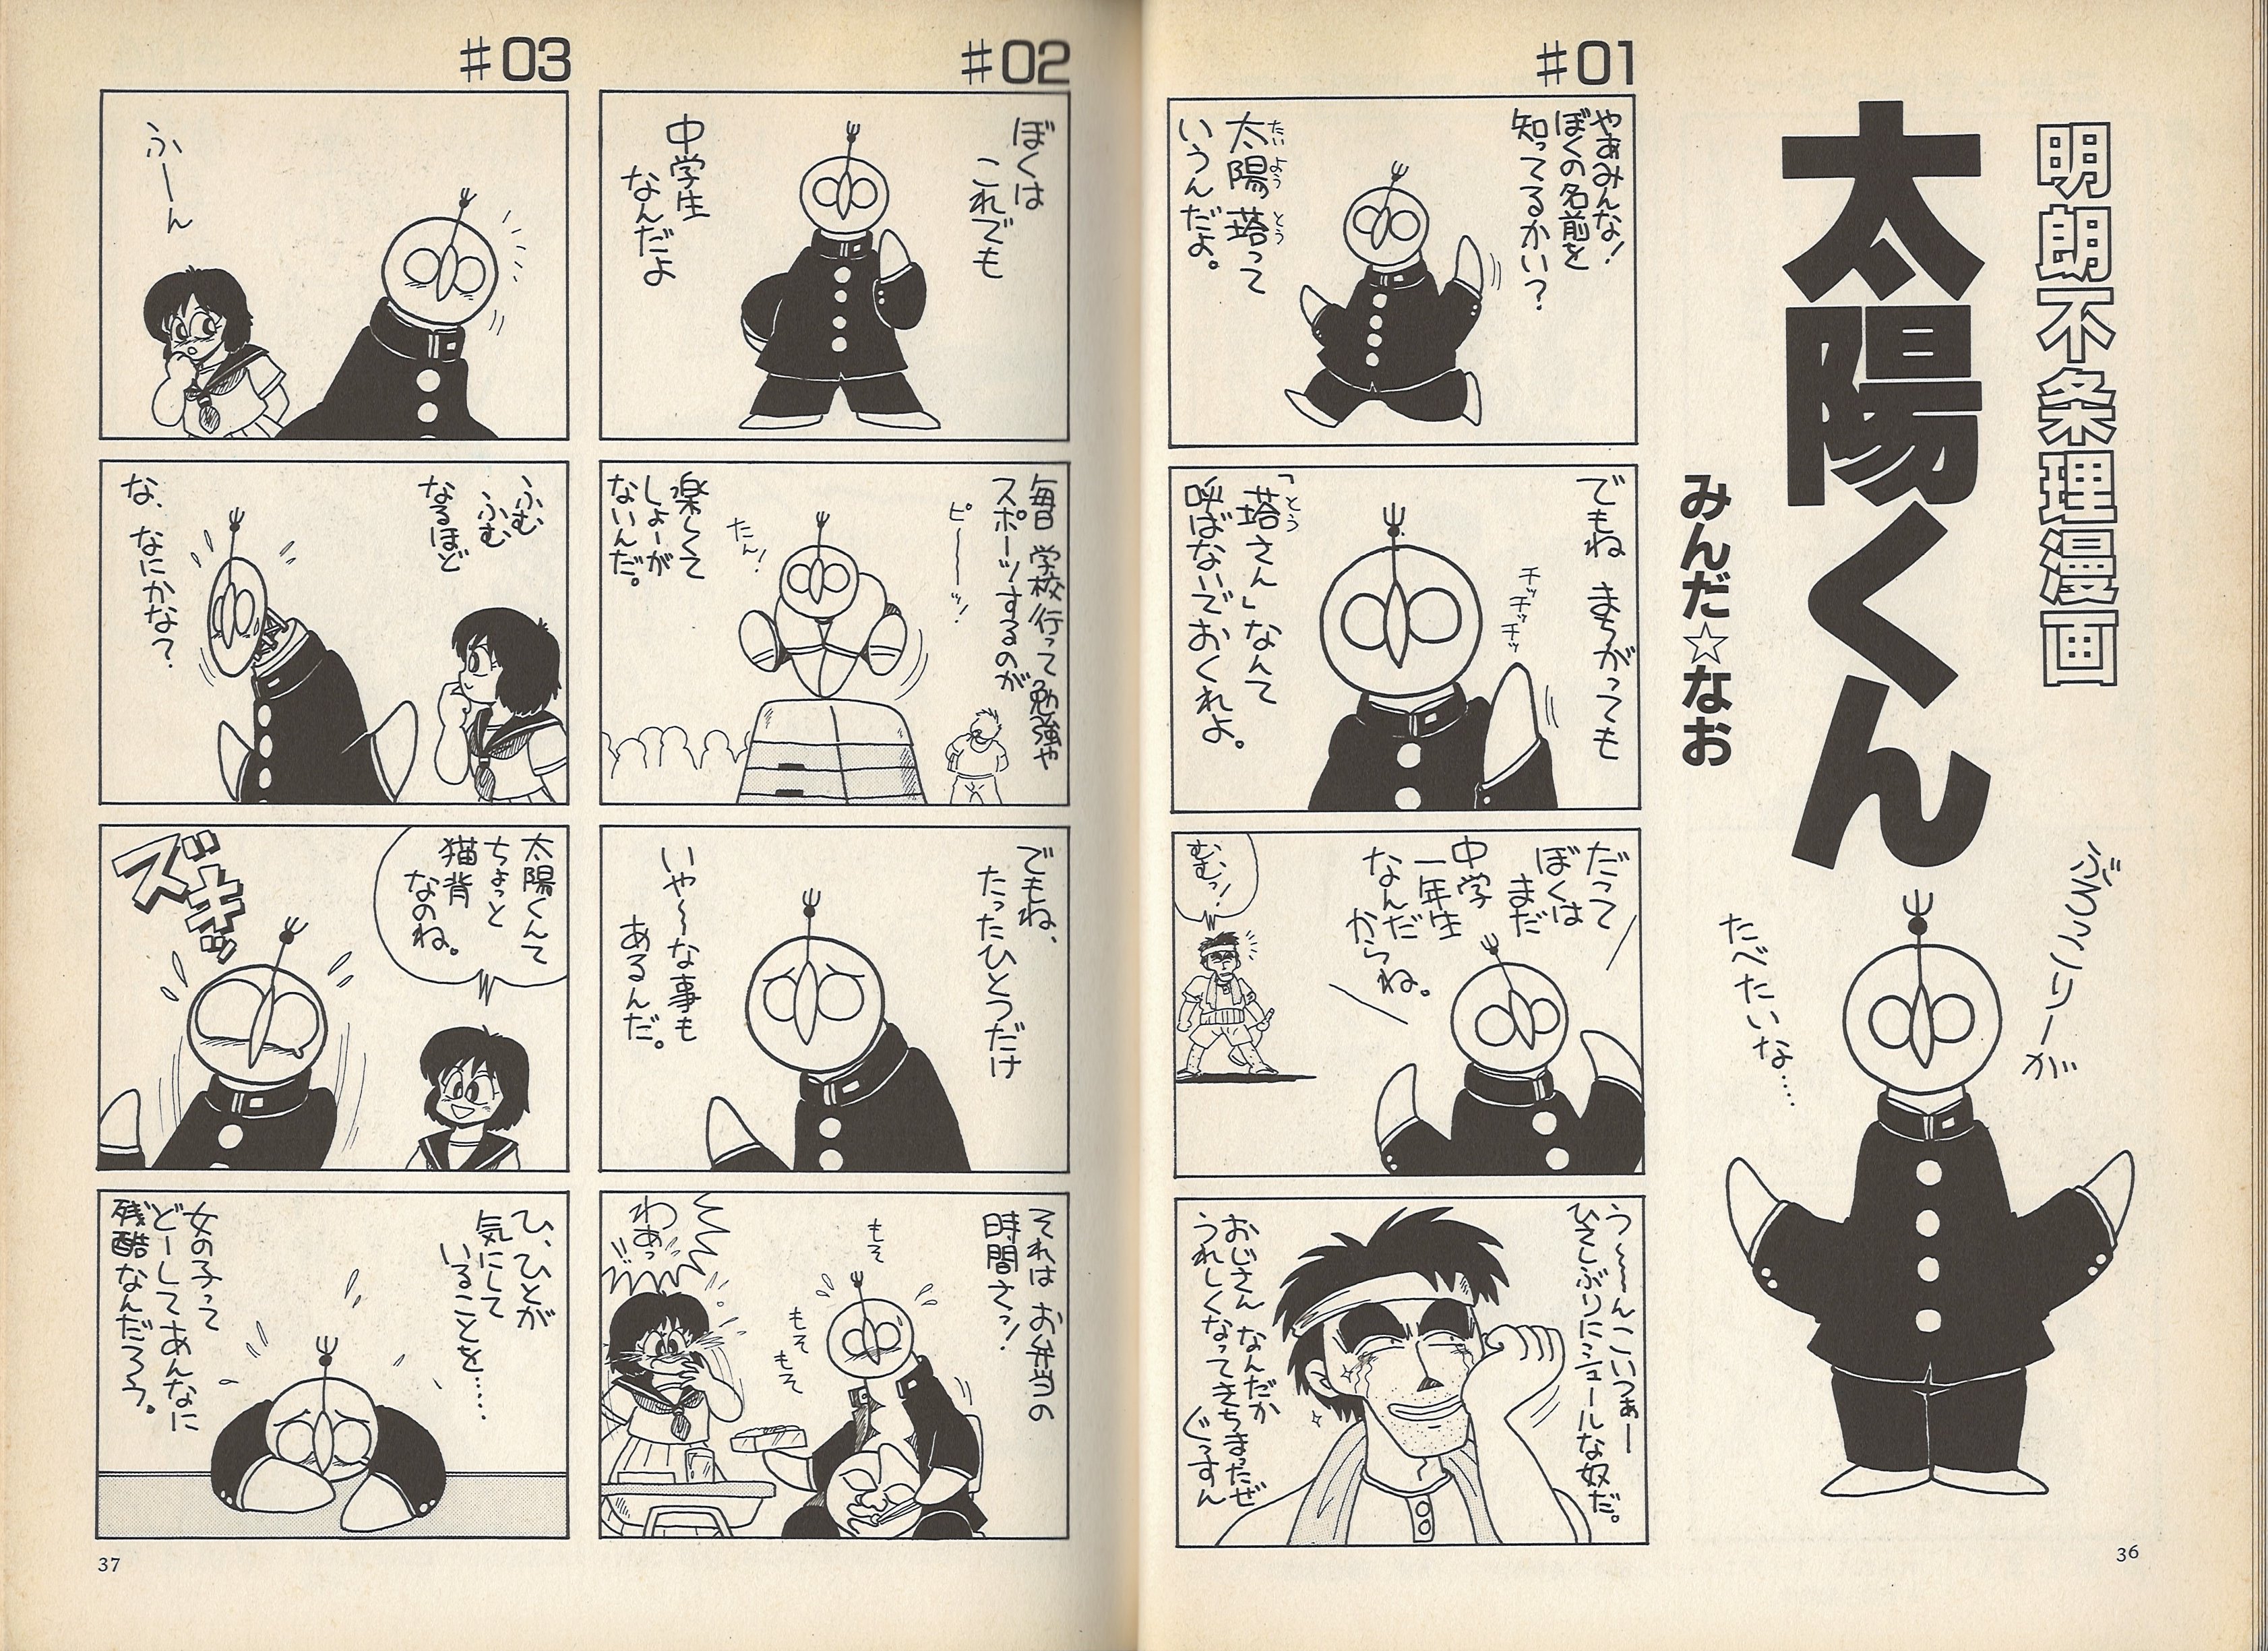 明朗不条理漫画
太陽くん
みんだ☆なお
ぶろっこりーが
たべたいな……
#01
やあみんな!
ぼくの名前を
知ってるかい?
太陽の塔って
いうんだよ。
でもね まちがっても
チッチッチッ
「塔さん」なんて
呼ばないでおくれよ。
だって
ぼくは
まだ
中学
一年生
なんだ
からね。
むむっ!
う〜〜んこいつぁー
ひさしぶりにシュールな奴だ。
おじさん なんだか
うれしくなってきちまったぜ
ぐっすん
#02
ぼくは
これでも
中学生
なんだよ
毎日 学校行って勉強や
スポーツするのが
ピ〜〜ッ!
たん!
楽しくて
しょーが
ないんだ。
でもね、
たったひとつだけ
いや〜な事も
あるんだ。
それは お弁当の
時間さっ!
もそ
もそ
もそ
わあっ!!
#03
ふーん
ふむ
ふむ
なるほど
な、なにかな?
太陽くんて
ちょっと
猫背
なのね。
ズキッ
ひ、ひとが
気にして
いることを……
女の子って
どーしてあんなに
残酷なんだろう。
36
37